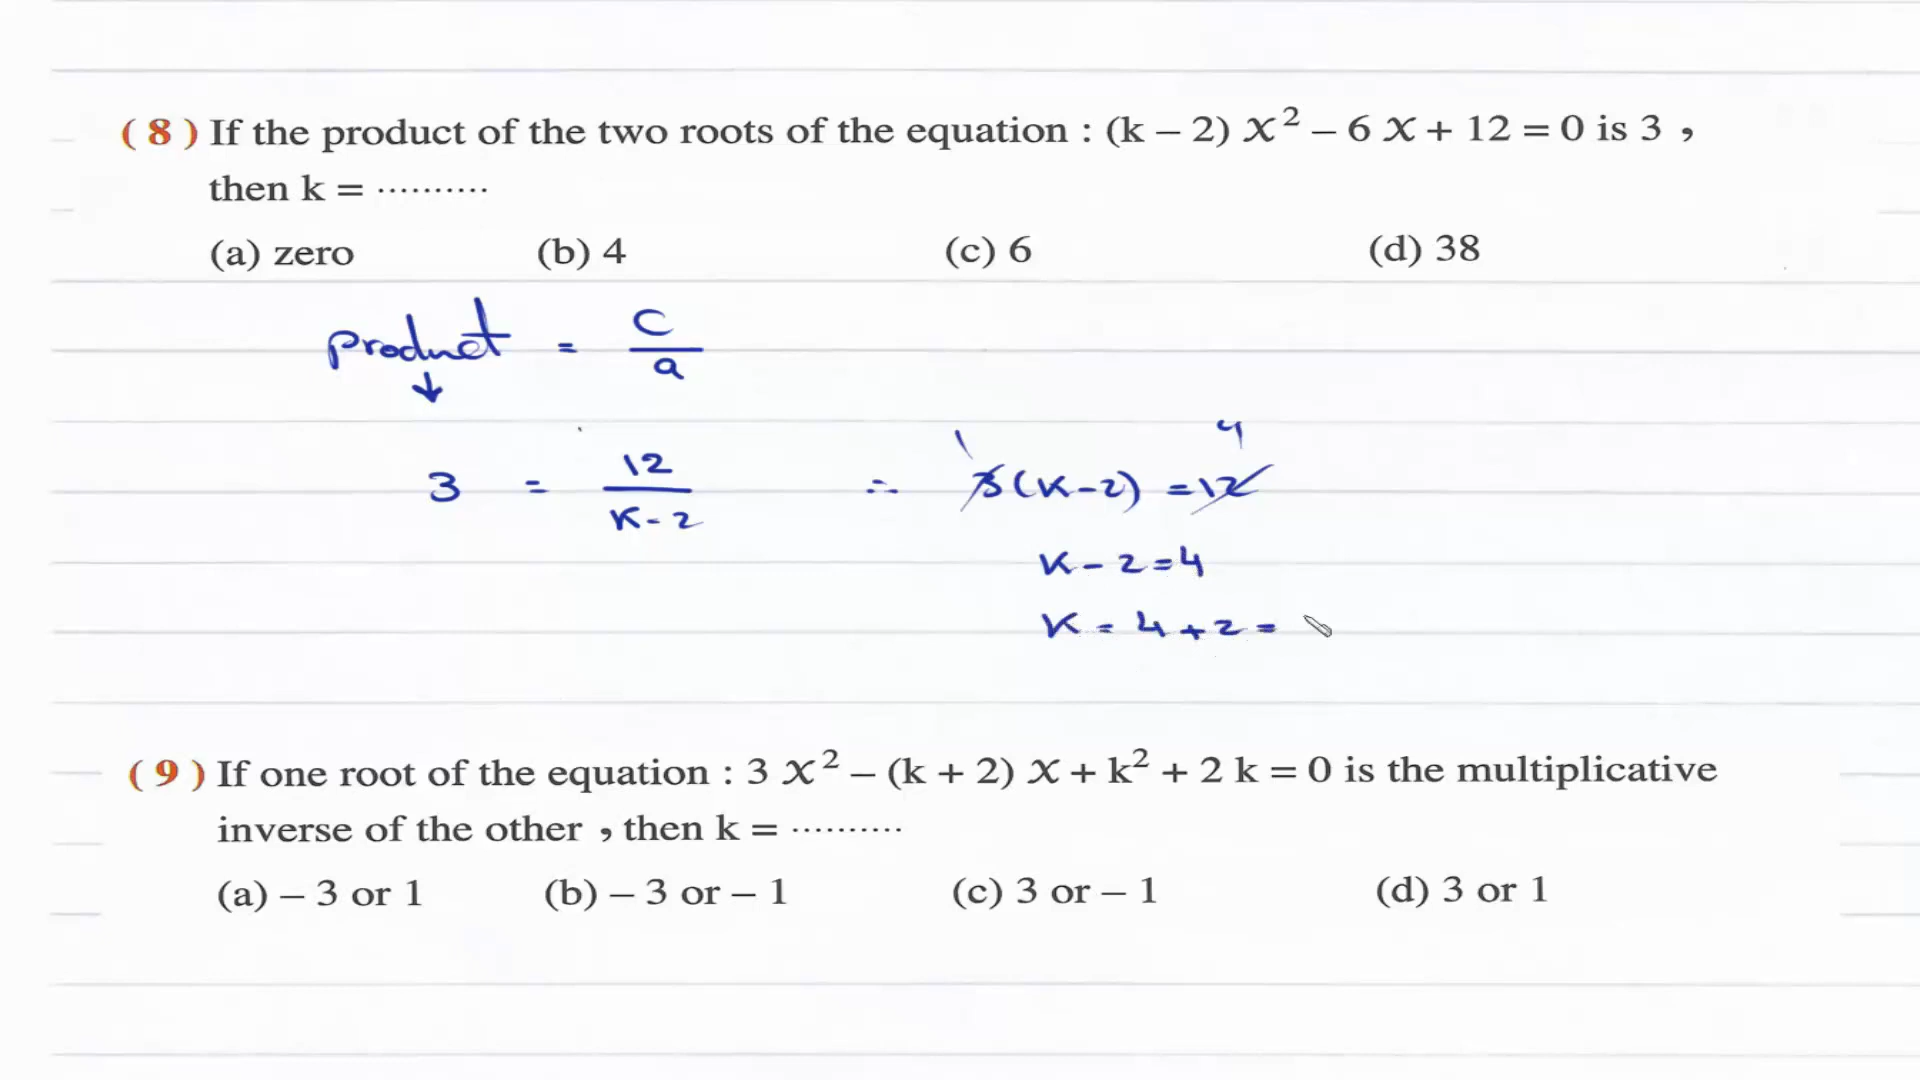 ( 8 ) If the product of the two roots of the equation : (k – 2) x² – 6 x + 12 = 0 is 3 ,
then k = ··········
(a) zero (b) 4 (c) 6 (d) 38
product = c/a
↓
3 = 12/k-2 ∴ 3(k-2) = 12
1 4
k - 2 = 4
k = 4 + 2 =
( 9 ) If one root of the equation : 3 x² – (k + 2) x + k² + 2 k = 0 is the multiplicative
inverse of the other , then k = ··········
(a) – 3 or 1 (b) – 3 or – 1 (c) 3 or – 1 (d) 3 or 1